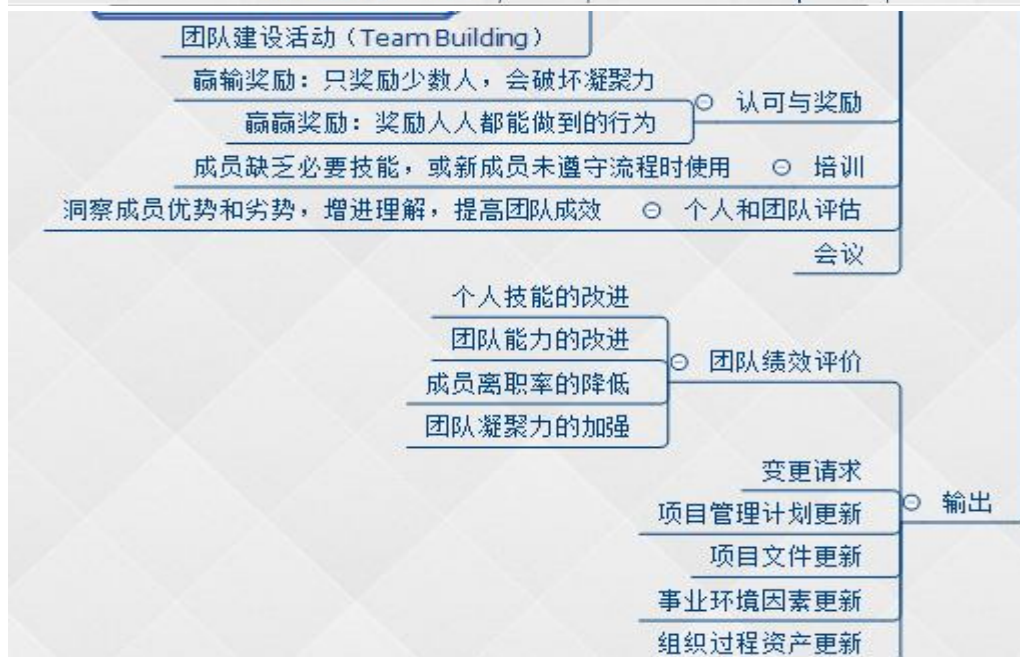 团队建设活动（Team Building）
赢输奖励：只奖励少数人，会破坏凝聚力
认可与奖励
赢赢奖励：奖励人人都能做到的行为
成员缺乏必要技能，或新成员未遵守流程时使用 培训
洞察成员优势和劣势，增进理解，提高团队成效 个人和团队评估
会议
个人技能的改进
团队能力的改进
团队绩效评价
成员离职率的降低
团队凝聚力的加强
变更请求
输出
项目管理计划更新
项目文件更新
事业环境因素更新
组织过程资产更新